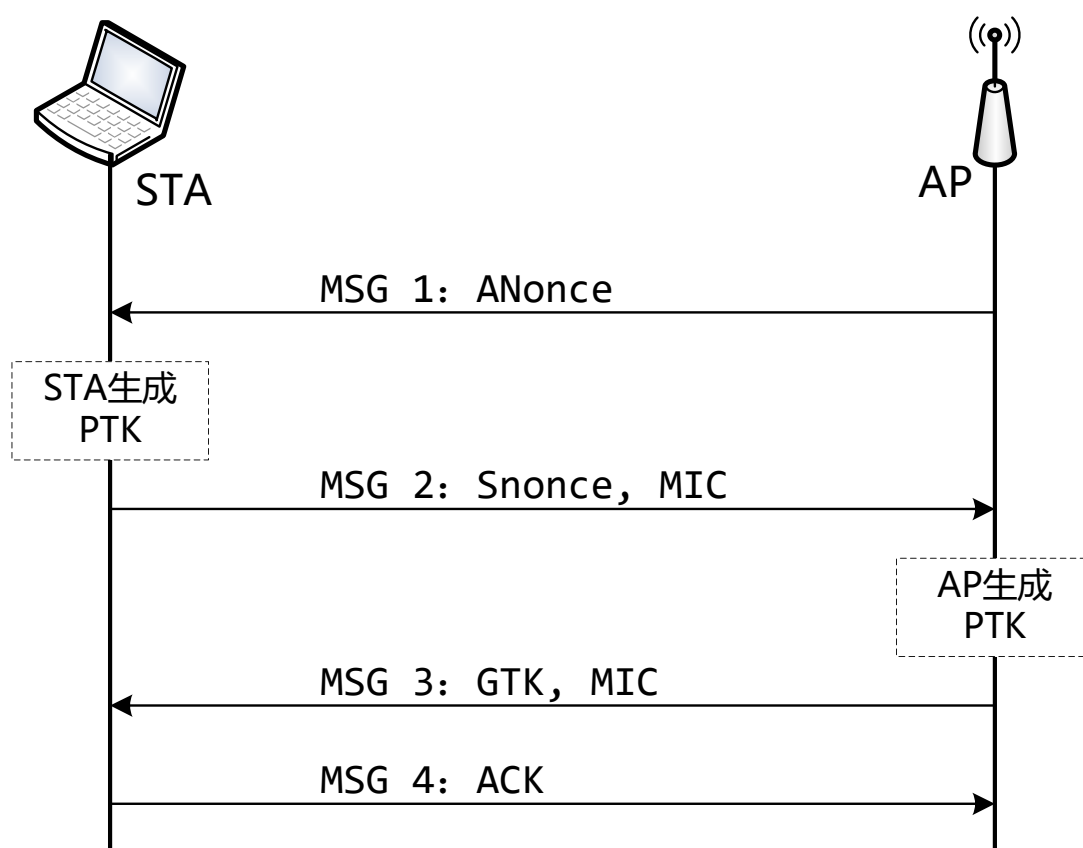 STA
AP
MSG 1：ANonce
STA生成
PTK
MSG 2：Snonce, MIC
AP生成
PTK
MSG 3：GTK, MIC
MSG 4：ACK